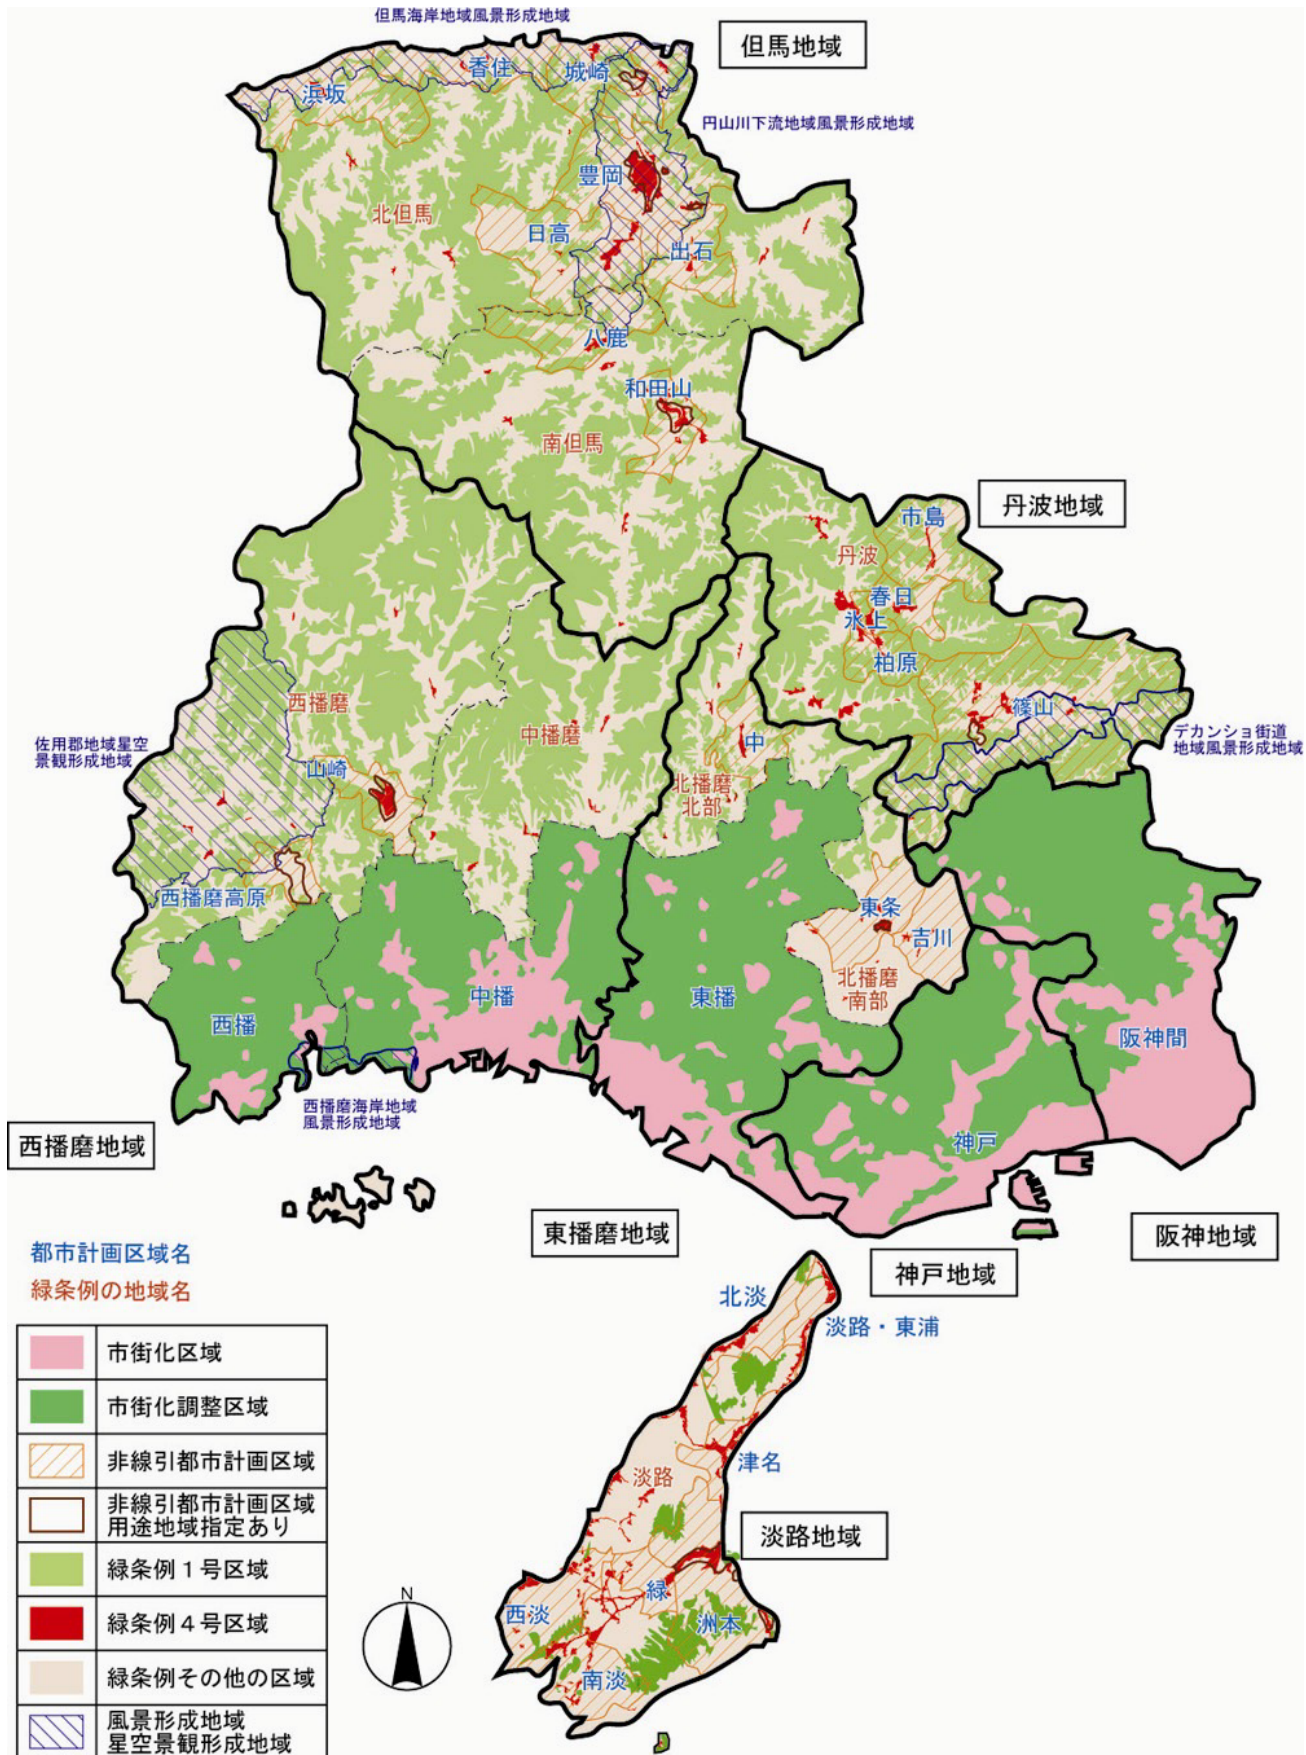 但馬海岸地域風景形成地域
但馬地域
香住
城崎
浜坂
円山川下流地域風景形成地域
豊岡
北但馬
日高
出石
八鹿
和田山
南但馬
丹波地域
市島
丹波
春日
氷上
柏原
西播磨
篠山
中播磨
中
デカンショ街道
地域風景形成地域
佐用郡地域星空
景観形成地域
山崎
北播磨
北部
西播磨高原
東条
吉川
北播磨
南部
中播
東播
西播
阪神間
西播磨海岸地域
風景形成地域
西播磨地域
神戸
東播磨地域
阪神地域
神戸地域
都市計画区域名
緑条例の地域名
北淡
淡路・東浦
市街化区域
市街化調整区域
非線引都市計画区域
津名
淡路
非線引都市計画区域
用途地域指定あり
淡路地域
緑条例1号区域
N
緑
緑条例4号区域
西淡
洲本
緑条例その他の区域
南淡
風景形成地域
星空景観形成地域